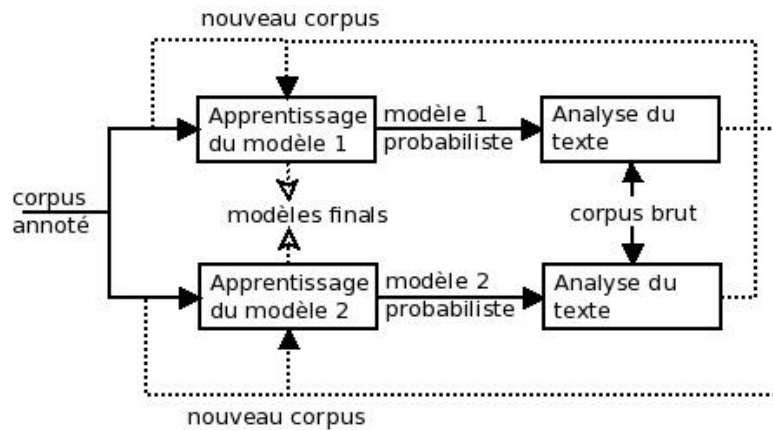 nouveau corpus
Apprentissage
du modèle 1
modèle 1
probabiliste
Analyse du
texte
corpus
annoté
modèles finals
corpus brut
Apprentissage
du modèle 2
modèle 2
probabiliste
Analyse du
texte
nouveau corpus